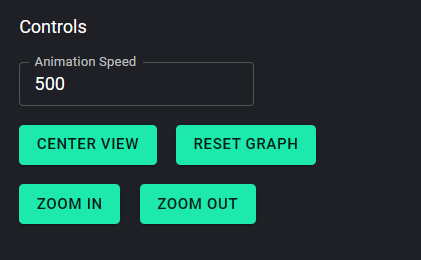 Controls
Animation Speed
500
CENTER VIEW RESET GRAPH
ZOOM IN ZOOM OUT